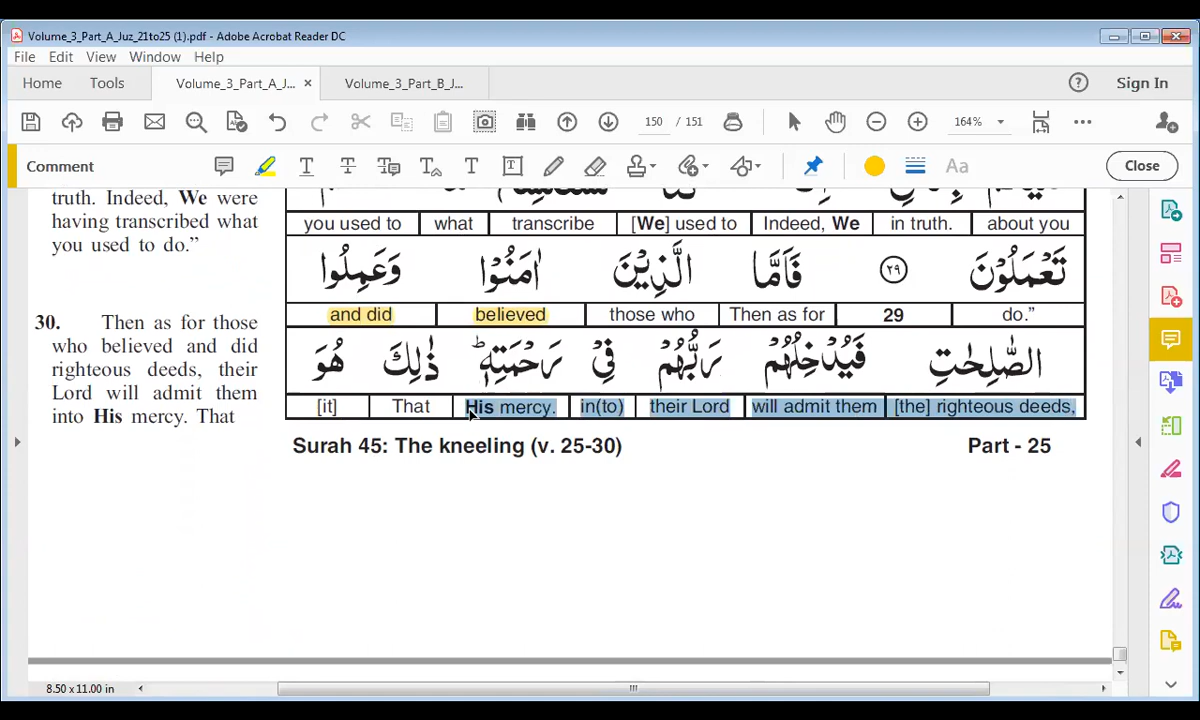 Volume_3_Part_A_Juz_21to25 (1).pdf - Adobe Acrobat Reader DC
File Edit View Window Help
Home Tools Volume_3_Part_A_J... × Volume_3_Part_B_J... Sign In
150 / 151 164%
Comment Aa Close
truth. Indeed, We were
having transcribed what
you used to do.”
30. Then as for those
who believed and did
righteous deeds, their
Lord will admit them
into His mercy. That
you used to what transcribe [We] used to Indeed, We in truth. about you
تَعْمَلُوْنَ ٢٩ فَاَمَّا الَّذِيْنَ اٰمَنُوْا وَعَمِلُوا
and did believed those who Then as for 29 do.”
الصّٰلِحٰتِ فَيُدْخِلُهُمْ رَبُّهُمْ فِيْ رَحْمَتِهٖ ؕ ذٰلِكَ هُوَ
[it] That His mercy. in(to) their Lord will admit them [the] righteous deeds,
Surah 45: The kneeling (v. 25-30) Part - 25
8.50 x 11.00 in